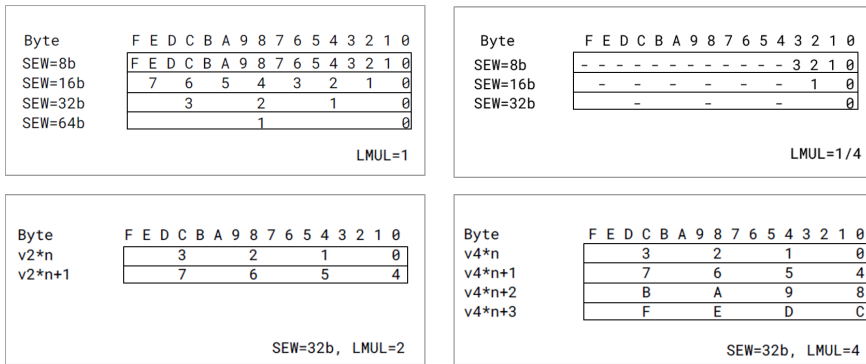 Byte F E D C B A 9 8 7 6 5 4 3 2 1 0
SEW=8b F E D C B A 9 8 7 6 5 4 3 2 1 0
SEW=16b 7 6 5 4 3 2 1 0
SEW=32b 3 2 1 0
SEW=64b 1 0
LMUL=1
Byte F E D C B A 9 8 7 6 5 4 3 2 1 0
SEW=8b - - - - - - - - - - - - 3 2 1 0
SEW=16b - - - - - - 1 0
SEW=32b - - - 0
LMUL=1/4
Byte F E D C B A 9 8 7 6 5 4 3 2 1 0
v2*n 3 2 1 0
v2*n+1 7 6 5 4
SEW=32b, LMUL=2
Byte F E D C B A 9 8 7 6 5 4 3 2 1 0
v4*n 3 2 1 0
v4*n+1 7 6 5 4
v4*n+2 B A 9 8
v4*n+3 F E D C
SEW=32b, LMUL=4